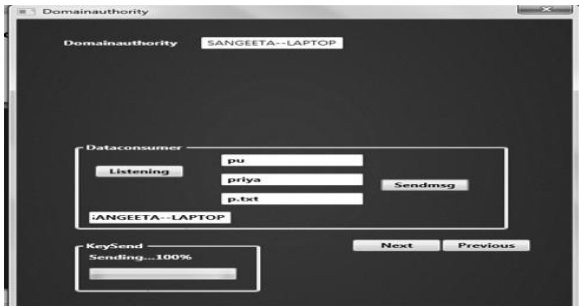 Domainauthority
Domainauthority SANGEETA--LAPTOP
Dataconsumer
pu
Listening
priya
Sendmsg
p.txt
ANGEETA--LAPTOP
KeySend
Sending...100%
Next Previous